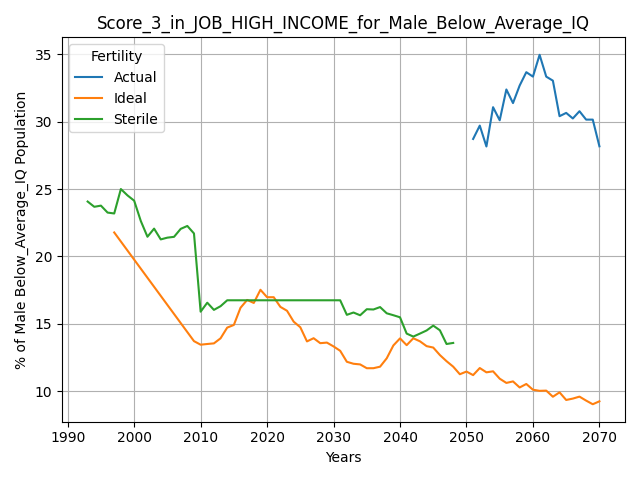 Score_3_in_JOB_HIGH_INCOME_for_Male_Below_Average_IQ
% of Male Below_Average_IQ Population
35
30
25
20
15
10
Fertility
Actual
Ideal
Sterile
1990 2000 2010 2020 2030 2040 2050 2060 2070
Years